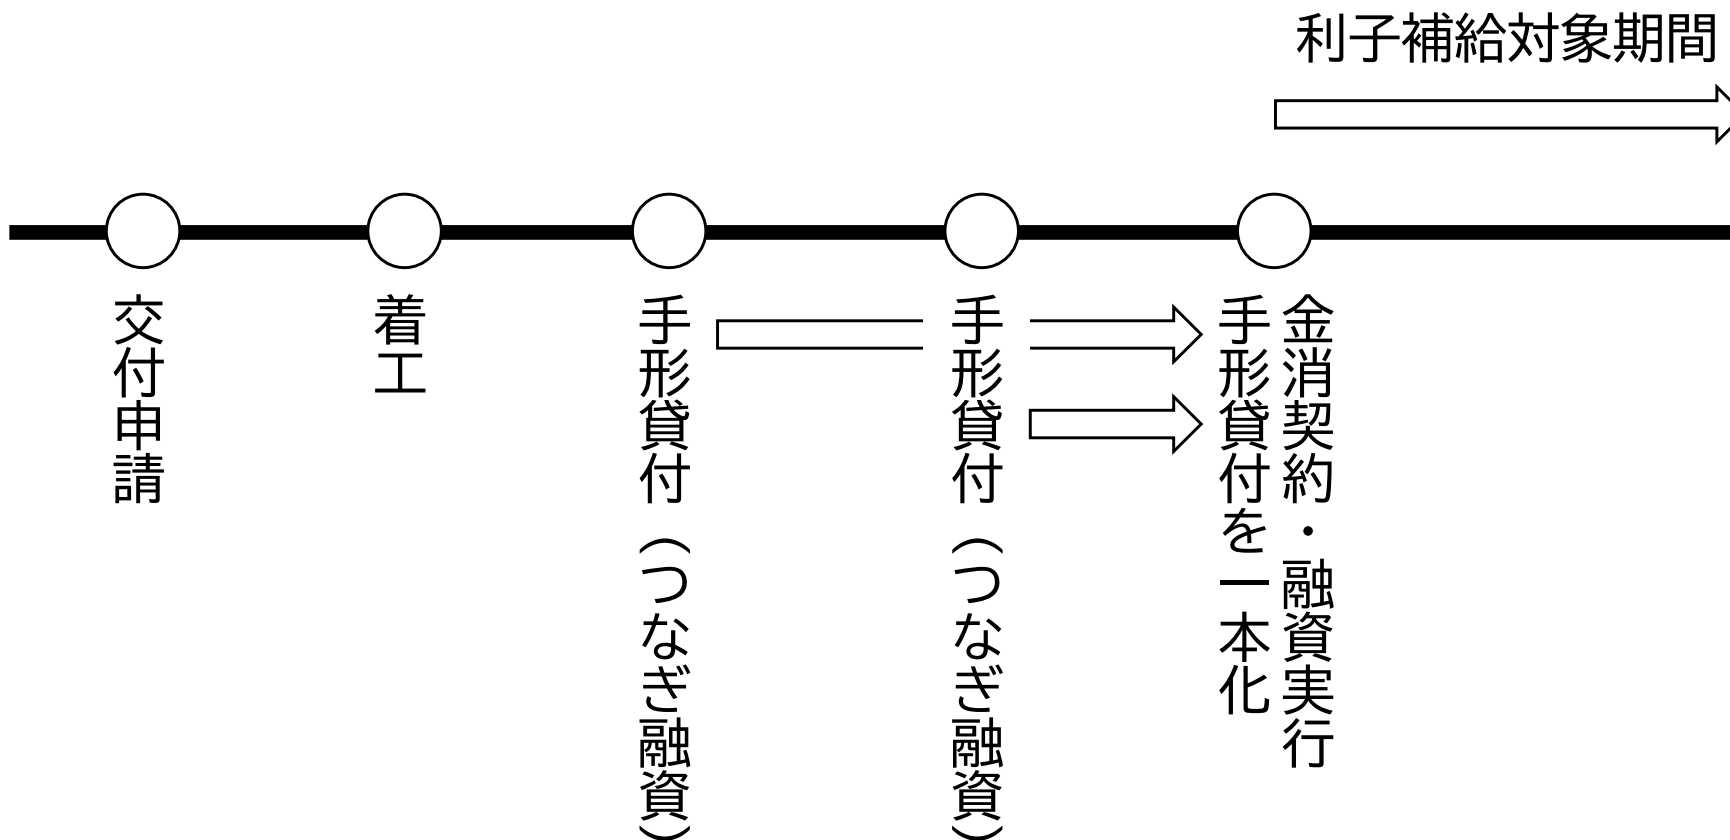 利子補給対象期間
交付申請
着工
手形貸付（つなぎ融資）
手形貸付（つなぎ融資）
金消契約・融資実行
手形貸付を一本化